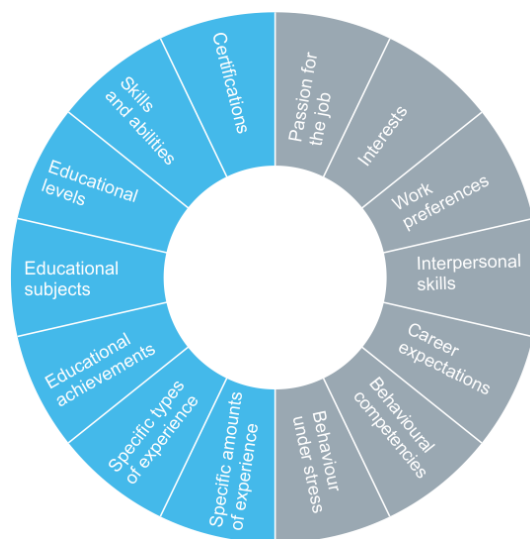 Certifications
Passion for
the job
Skills
and abilities
Interests
Educational
levels
Work
preferences
Educational
subjects
Interpersonal
skills
Educational
achievements
Career
expectations
Specific types
of experience
Behavioural
competencies
Specific amounts
of experience
Behaviour
under stress